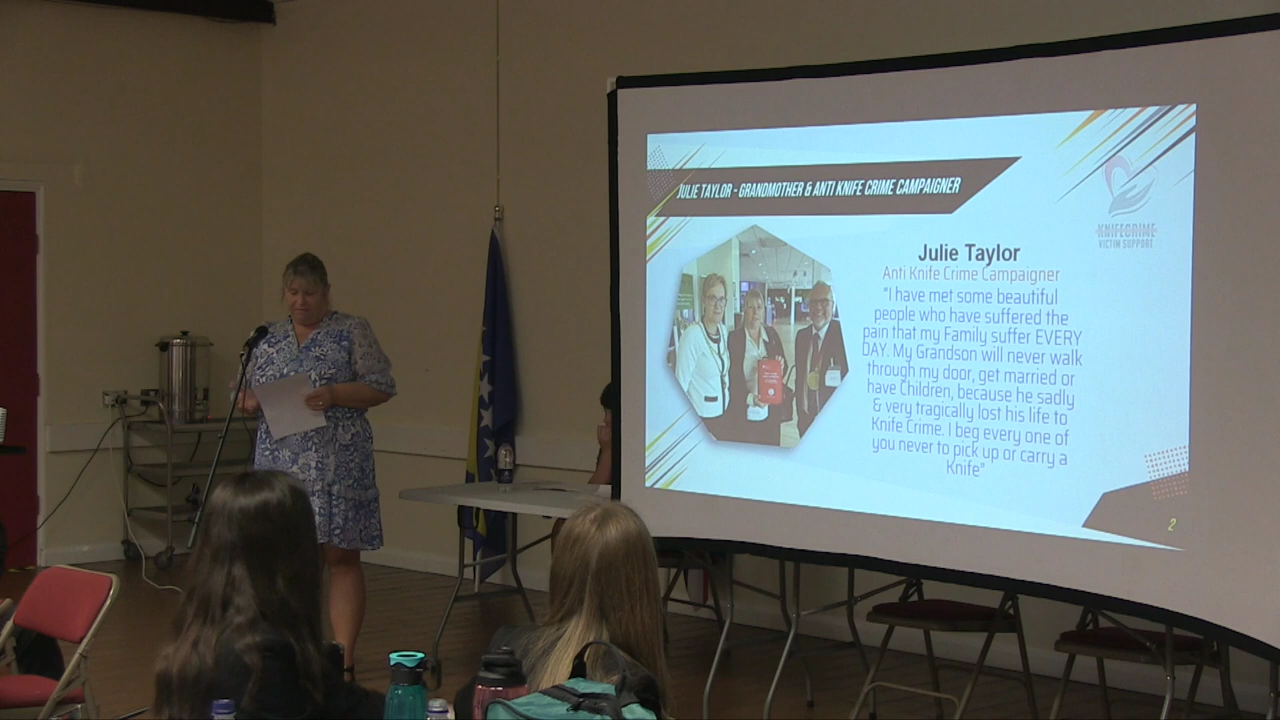 JULIE TAYLOR - GRANDMOTHER & ANTI KNIFE CRIME CAMPAIGNER
KNIFECRIME
VICTIM SUPPORT
Julie Taylor
Anti Knife Crime Campaigner
"I have met some beautiful
people who have suffered the
pain that my Family suffer EVERY
DAY. My Grandson will never walk
through my door, get married or
have Children, because he sadly
& very tragically lost his life to
Knife Crime. I beg every one of
you never to pick up or carry a
Knife"
2